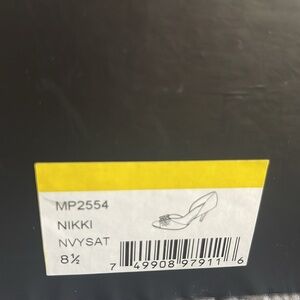 MP2554
NIKKI
NVYSAT
8½
7 49908 97911 6